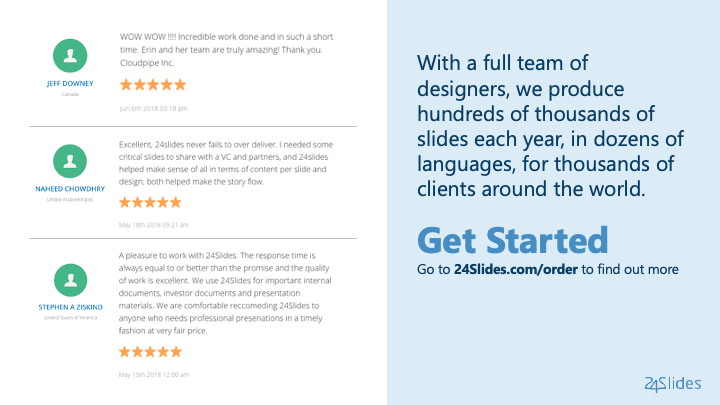 WOW WOW !!!! Incredible work done and in such a short
time. Erin and her team are truly amazing! Thank you.
Cloudpipe Inc.
JEFF DOWNEY
Canada
Jun 6th 2018 03:18 pm
Excellent, 24slides never fails to over deliver. I needed some
critical slides to share with a VC and partners, and 24slides
helped make sense of all in terms of content per slide and
design; both helped make the story flow.
NAHEED CHOWDHRY
United Arab Emirates
May 18th 2018 09:21 am
A pleasure to work with 24Slides. The response time is
always equal to or better than the promise and the quality
of work is excellent. We use 24Slides for important internal
documents, investor documents and presentation
materials. We are comfortable reccomeding 24Slides to
anyone who needs professional presenations in a timely
fashion at very fair price.
STEPHEN A ZISKIND
United States of America
May 15th 2018 12:00 am
With a full team of
designers, we produce
hundreds of thousands of
slides each year, in dozens of
languages, for thousands of
clients around the world.
Get Started
Go to 24Slides.com/order to find out more
24Slides